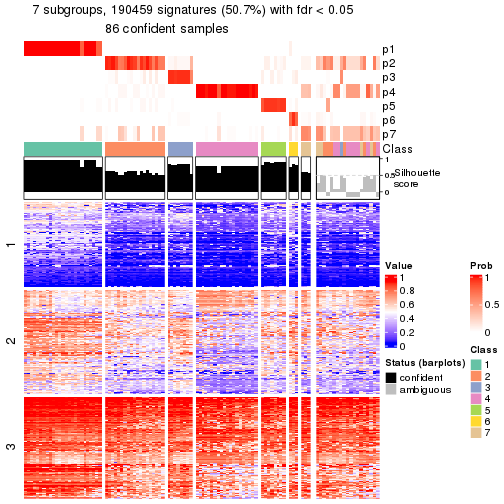 7 subgroups, 190459 signatures (50.7%) with fdr < 0.05
86 confident samples
p1
p2
p3
p4
p5
p6
p7
Class
1
0.5
0
Silhouette
score
1
2
3
Value
1
0.8
0.6
0.4
0.2
0
Status (barplots)
confident
ambiguous
Prob
1
0.5
0
Class
1
2
3
4
5
6
7